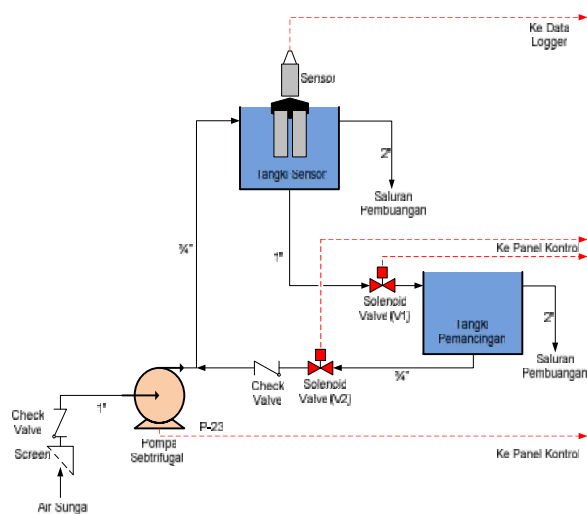 Ke Data
Logger
Sensor
Tangki Sensor
2"
Saluran
Pembuangan
¾"
1"
Ke Panel Kontrol
Solenoid
Valve (V1)
Tangki
Pemancingan
2"
Saluran
Pembuangan
¾"
Check
Valve
Solenoid
Valve (V2)
1"
Check
Valve
P-23
Screen
Pompa
Sebtrifugal
Ke Panel Kontrol
Air Sungai